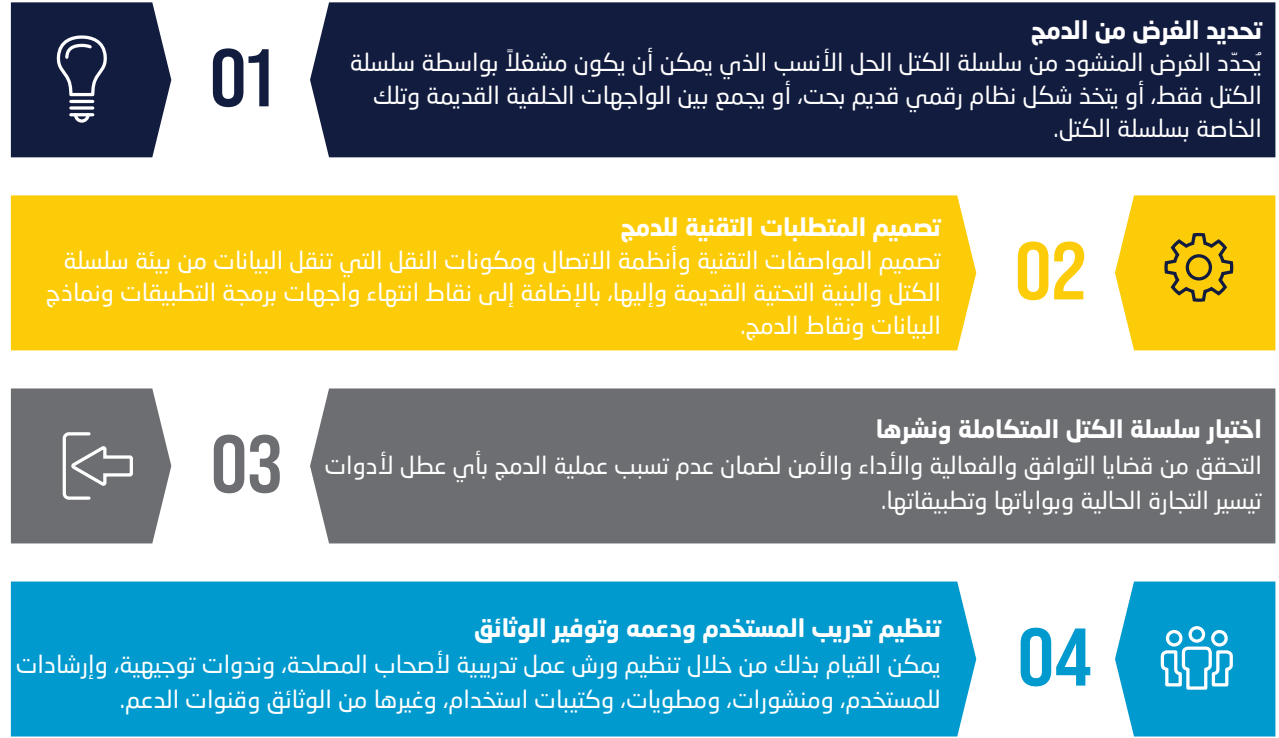 01
تحديد الغرض من الدمج
يُحدّد الغرض المنشود من سلسلة الكتل الحل الأنسب الذي يمكن أن يكون مشغلاً بواسطة سلسلة
الكتل فقط، أو يتخذ شكل نظام رقمي قديم بحت، أو يجمع بين الواجهات الخلفية القديمة وتلك
الخاصة بسلسلة الكتل.
02
تصميم المتطلبات التقنية للدمج
تصميم المواصفات التقنية وأنظمة الاتصال ومكونات النقل التي تنقل البيانات من بيئة سلسلة
الكتل والبنية التحتية القديمة وإليها، بالإضافة إلى نقاط انتهاء واجهات برمجة التطبيقات ونماذج
البيانات ونقاط الدمج.
03
اختبار سلسلة الكتل المتكاملة ونشرها
التحقق من قضايا التوافق والفعالية والأداء والأمن لضمان عدم تسبب عملية الدمج بأي عطل لأدوات
تيسير التجارة الحالية وبواباتها وتطبيقاتها.
04
تنظيم تدريب المستخدم ودعمه وتوفير الوثائق
يمكن القيام بذلك من خلال تنظيم ورش عمل تدريبية لأصحاب المصلحة، وندوات توجيهية، وإرشادات
للمستخدم، ومنشورات، ومطويات، وكتيبات استخدام، وغيرها من الوثائق وقنوات الدعم.